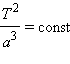 T²/a³ = const